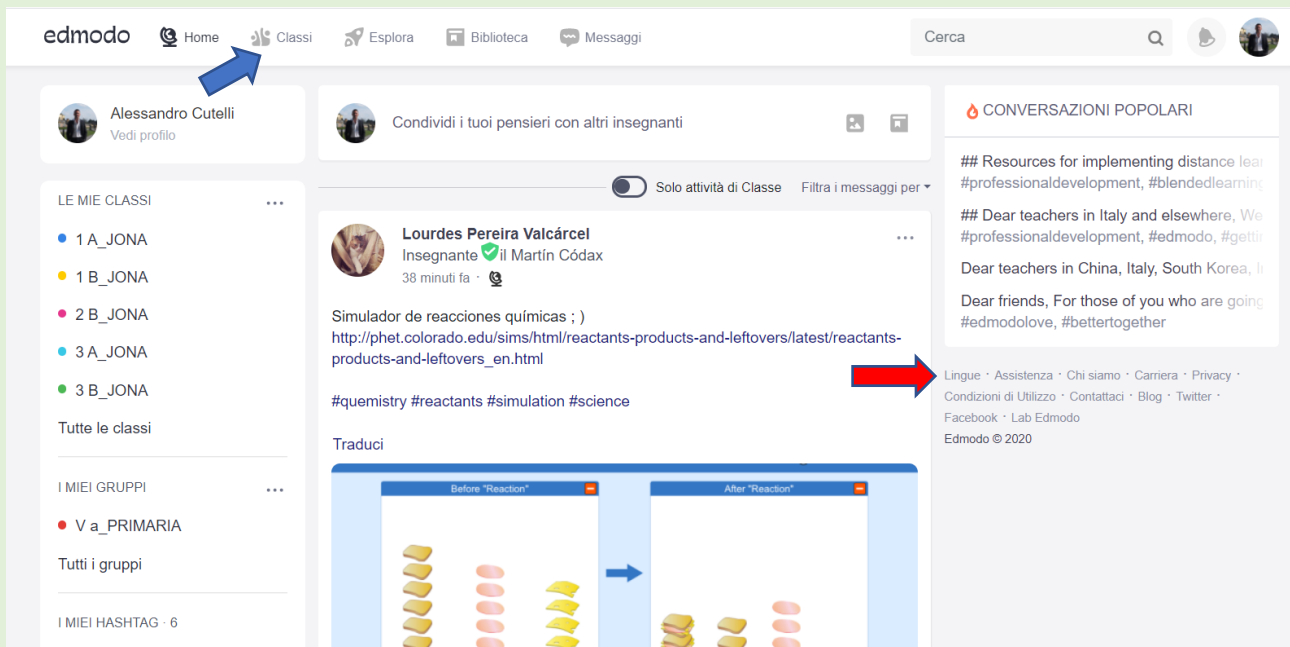 edmodo Home Classi Esplora Biblioteca Messaggi Cerca
Alessandro Cutelli
Vedi profilo
LE MIE CLASSI
1 A_JONA
1 B_JONA
2 B_JONA
3 A_JONA
3 B_JONA
Tutte le classi
I MIEI GRUPPI
V a_PRIMARIA
Tutti i gruppi
I MIEI HASHTAG · 6
Condividi i tuoi pensieri con altri insegnanti
Solo attività di Classe Filtra i messaggi per
Lourdes Pereira Valcárcel
Insegnante il Martín Códax
38 minuti fa ·
Simulador de reacciones químicas ; )
http://phet.colorado.edu/sims/html/reactants-products-and-leftovers/latest/reactants-
products-and-leftovers_en.html
#quemistry #reactants #simulation #science
Traduci
Before "Reaction" After "Reaction"
CONVERSAZIONI POPOLARI
## Resources for implementing distance lear
#professionaldevelopment, #blendedlearning
## Dear teachers in Italy and elsewhere, We
#professionaldevelopment, #edmodo, #getti
Dear teachers in China, Italy, South Korea,
Dear friends, For those of you who are going
#edmodolove, #bettertogether
Lingue · Assistenza · Chi siamo · Carriera · Privacy ·
Condizioni di Utilizzo · Contattaci · Blog · Twitter ·
Facebook · Lab Edmodo
Edmodo © 2020